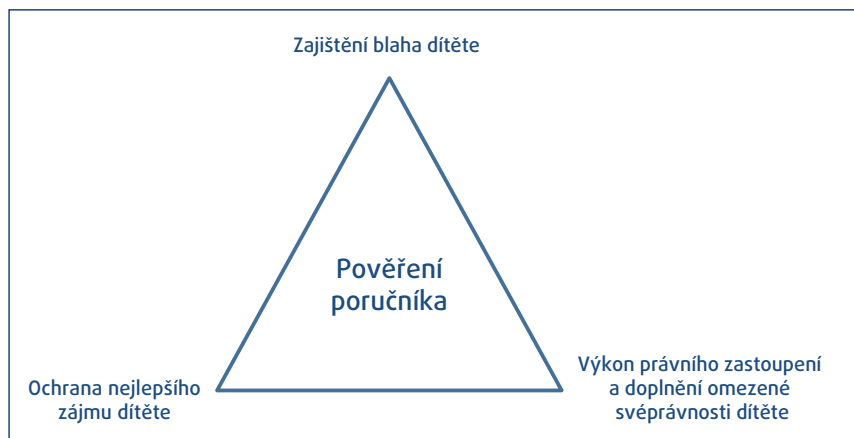 Zajištění blaha dítěte
Pověření
poručníka
Ochrana nejlepšího
zájmu dítěte
Výkon právního zastoupení
a doplnění omezené
svéprávnosti dítěte